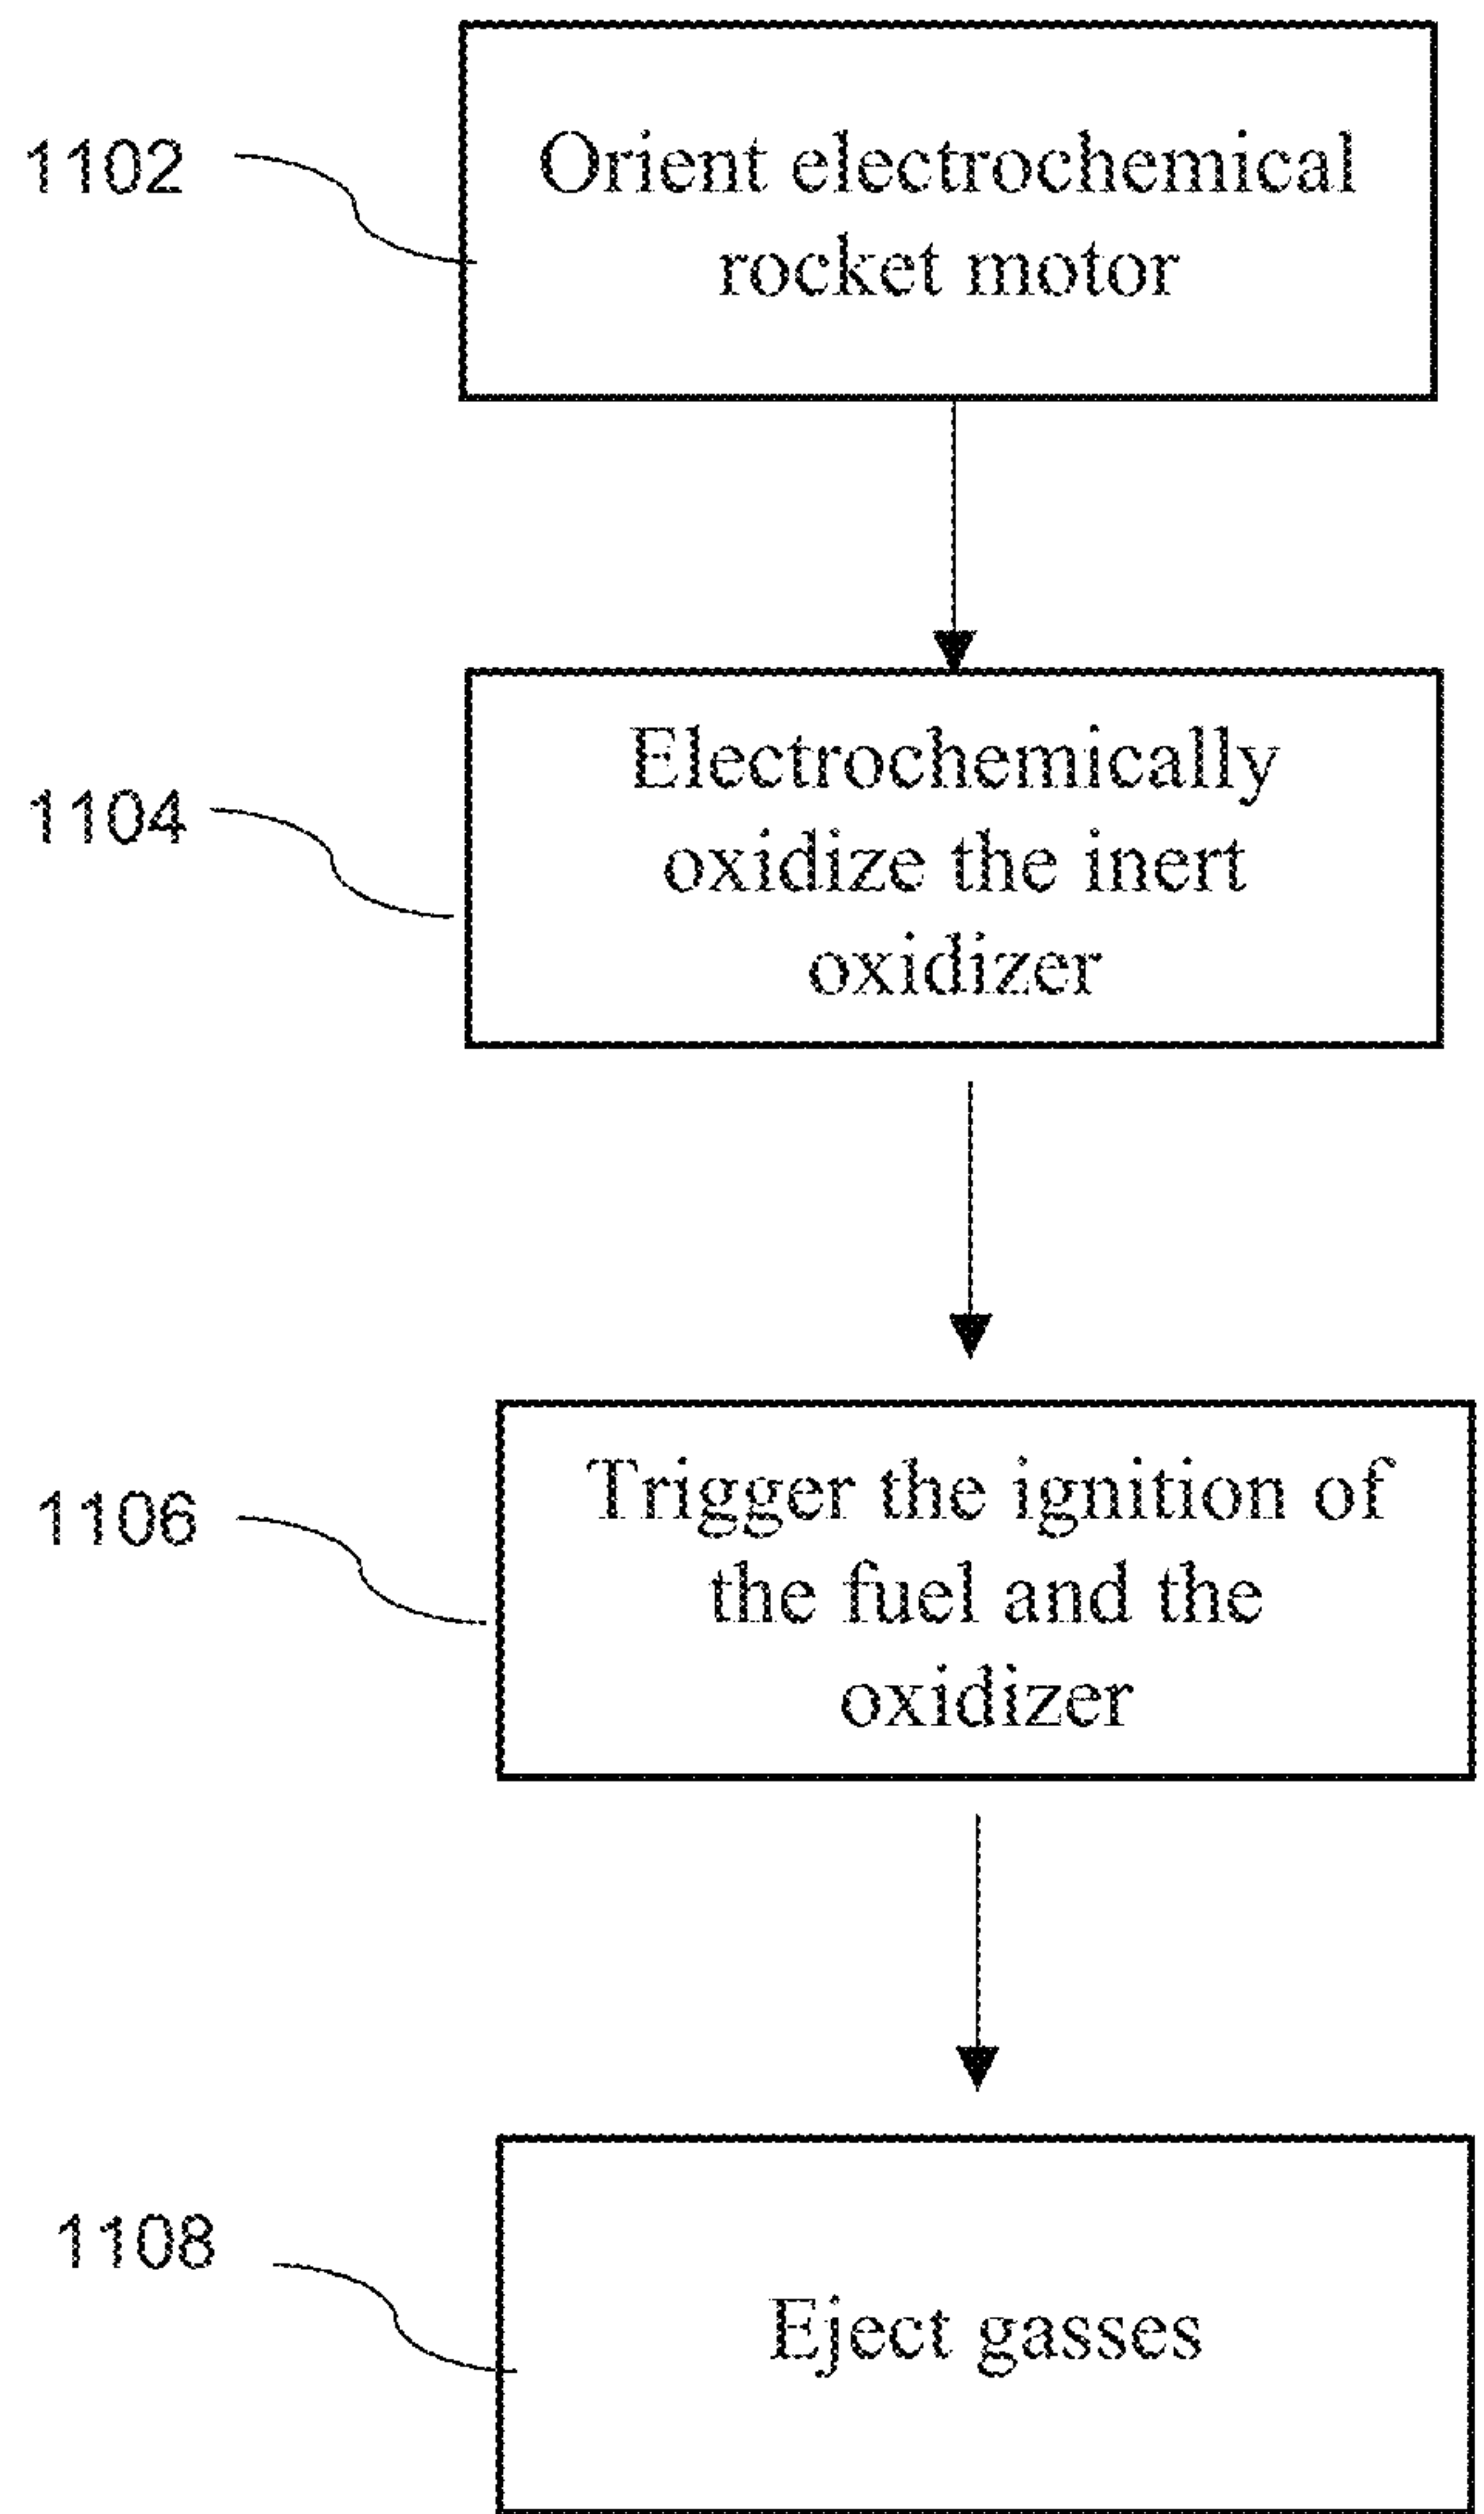 1102
Orient electrochemical
rocket motor
1104
Electrochemically
oxidize the inert
oxidizer
1106
Trigger the ignition of
the fuel and the
oxidizer
1108
Eject gasses